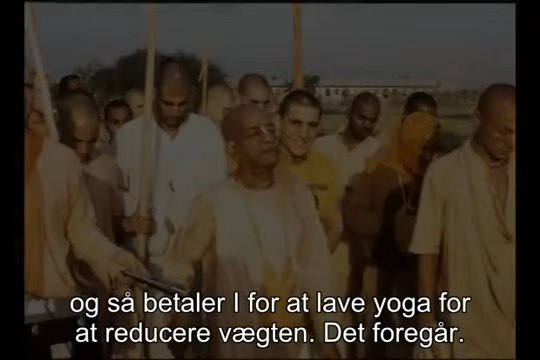 og så betaler I for at lave yoga for
at reducere vægten. Det foregår.